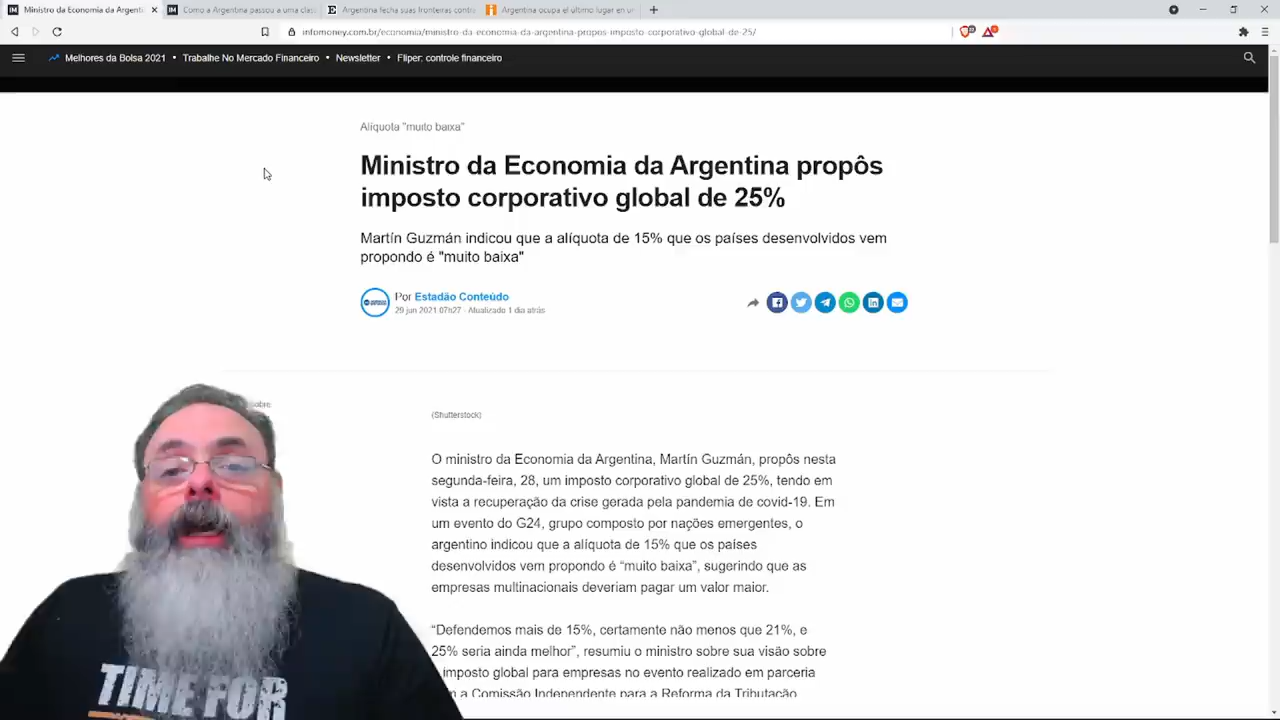 Ministro da Economia da Argenti
Como a Argentina passou a uma clas
Argentina fecha suas fronteiras contr
Argentina ocupa el último lugar en ur
infomoney.com.br/economia/ministro-da-economia-da-argentina-propos-imposto-corporativo-global-de-25/
Melhores da Bolsa 2021 • Trabalhe No Mercado Financeiro • Newsletter • Fliper: controle financeiro
Alíquota "muito baixa"
Ministro da Economia da Argentina propôs
imposto corporativo global de 25%
Martín Guzmán indicou que a alíquota de 15% que os países desenvolvidos vem
propondo é "muito baixa"
Por Estadão Conteúdo
29 jun 2021 07h27 - Atualizado 1 dia atrás
sobre:
(Shutterstock)
O ministro da Economia da Argentina, Martín Guzmán, propôs nesta
segunda-feira, 28, um imposto corporativo global de 25%, tendo em
vista a recuperação da crise gerada pela pandemia de covid-19. Em
um evento do G24, grupo composto por nações emergentes, o
argentino indicou que a alíquota de 15% que os países
desenvolvidos vem propondo é “muito baixa”, sugerindo que as
empresas multinacionais deveriam pagar um valor maior.
“Defendemos mais de 15%, certamente não menos que 21%, e
25% seria ainda melhor”, resumiu o ministro sobre sua visão sobre
imposto global para empresas no evento realizado em parceria
a Comissão Independente para a Reforma da Tributação
TIME FOR